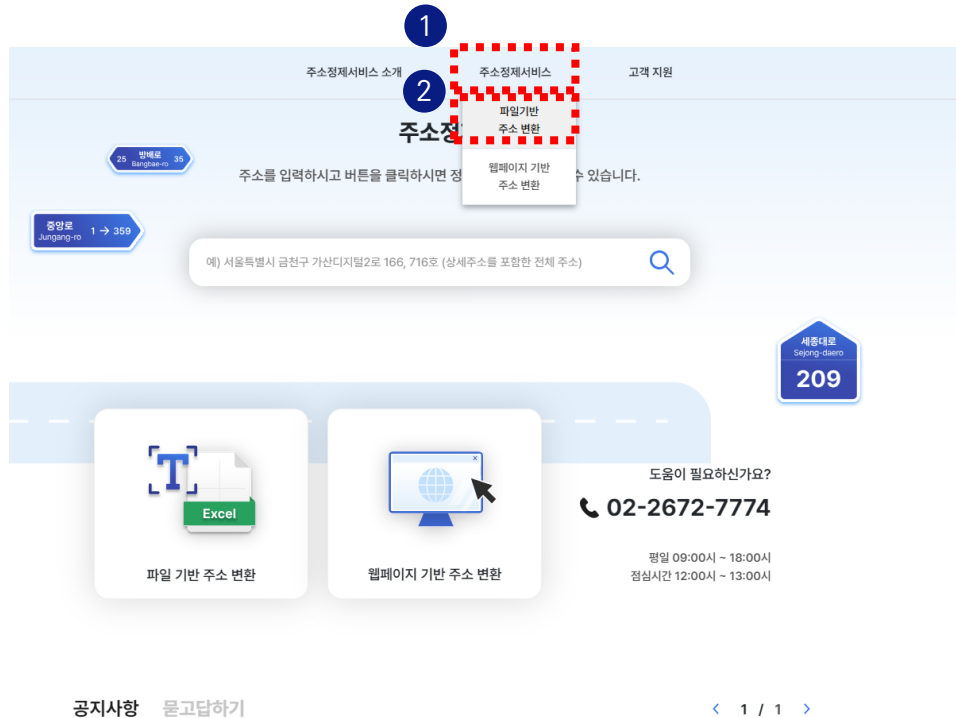 1
주소정제서비스 소개 주소정제서비스 고객 지원
2
파일기반
주소 변환
주소정
25 방배로 35
Bangbae-ro
웹페이지 기반
주소 변환
주소를 입력하시고 버튼을 클릭하시면 정 수 있습니다.
중앙로 1 → 359
Jungang-ro
예) 서울특별시 금천구 가산디지털2로 166, 716호 (상세주소를 포함한 전체 주소)
세종대로
Sejong-daero
209
T
Excel
파일 기반 주소 변환
웹페이지 기반 주소 변환
도움이 필요하신가요?
02-2672-7774
평일 09:00시 ~ 18:00시
점심시간 12:00시 ~ 13:00시
공지사항 묻고답하기
< 1 / 1 >